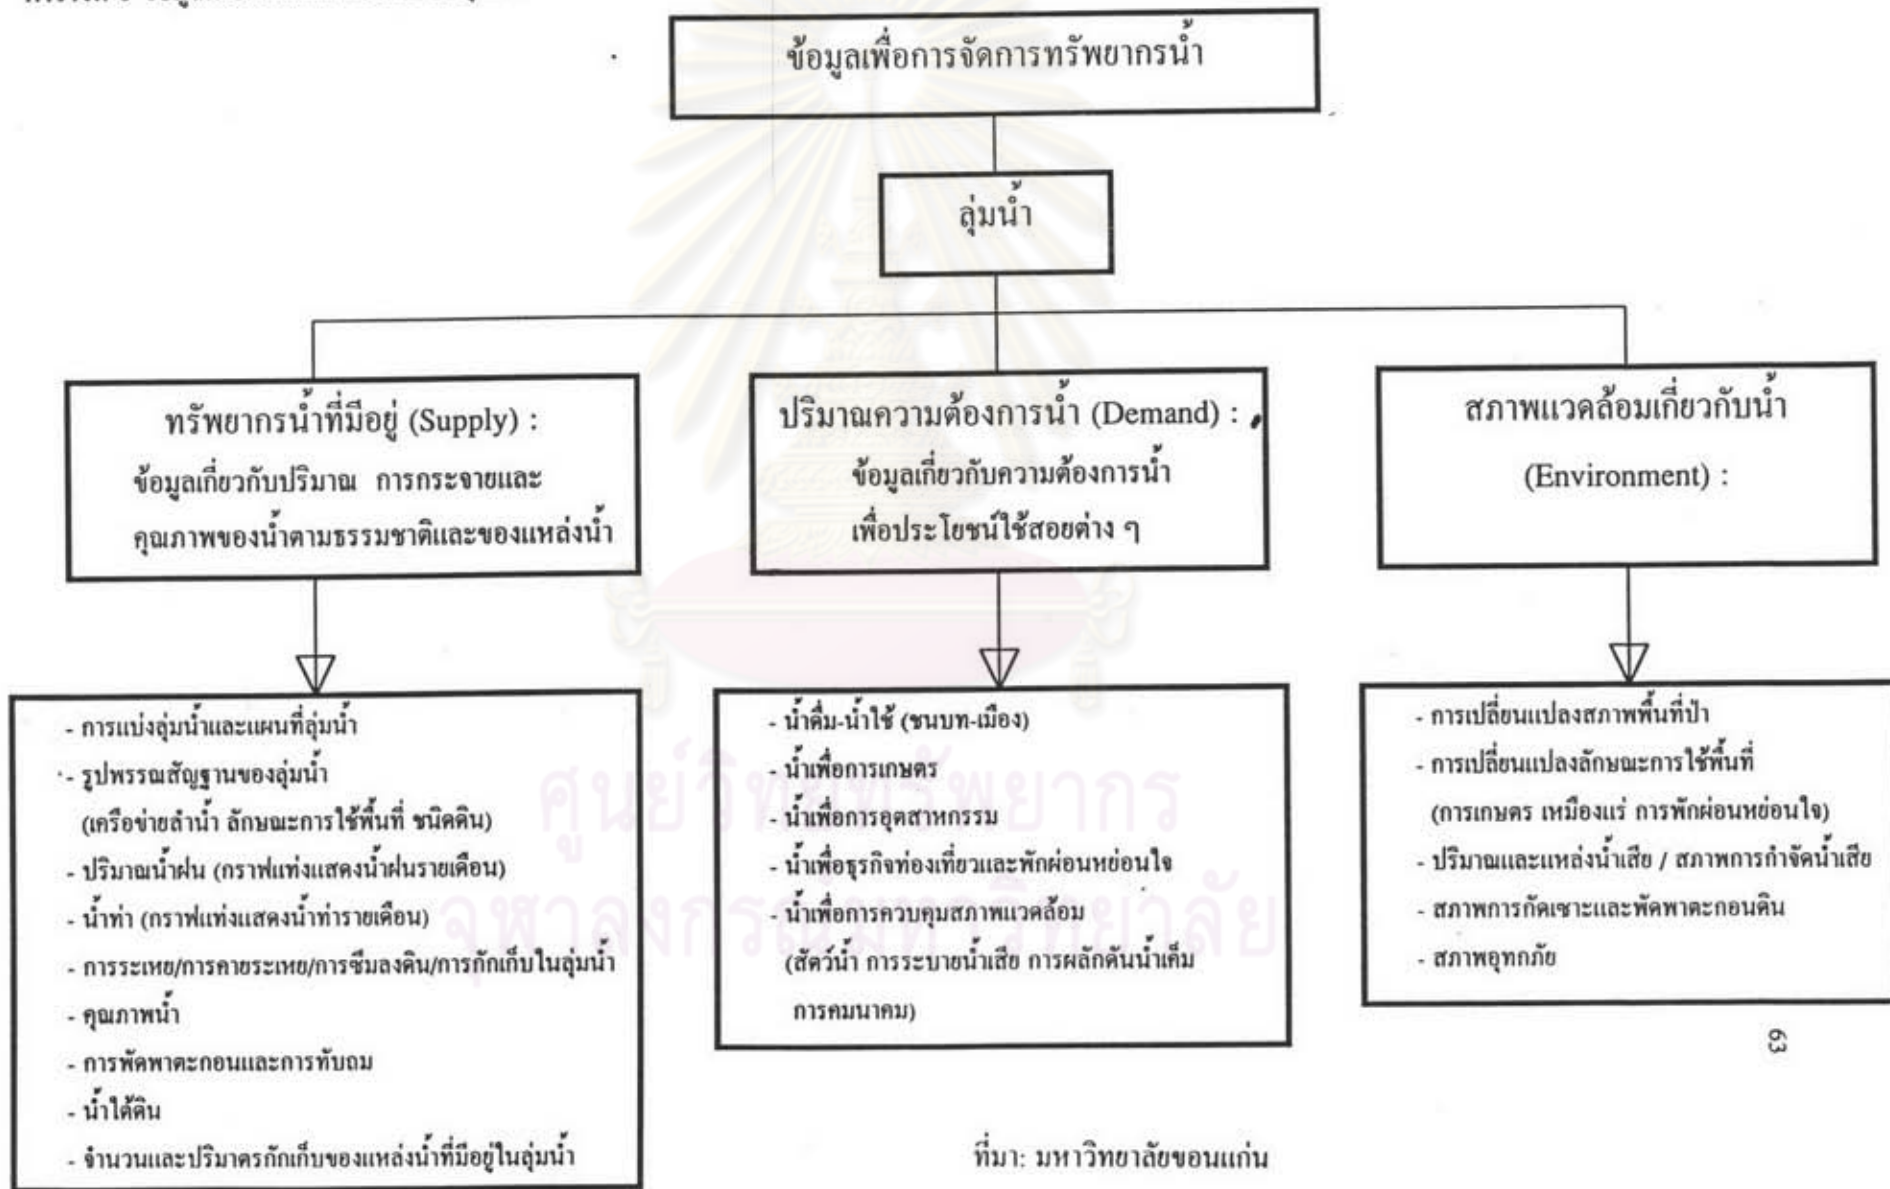 ข้อมูลเพื่อการจัดการทรัพยากรน้ำ
ลุ่มน้ำ
ทรัพยากรน้ำที่มีอยู่ (Supply) :
ข้อมูลเกี่ยวกับปริมาณ การกระจายและ
คุณภาพของน้ำตามธรรมชาติและของแหล่งน้ำ
ปริมาณความต้องการน้ำ (Demand) :
ข้อมูลเกี่ยวกับความต้องการน้ำ
เพื่อประโยชน์ใช้สอยต่าง ๆ
สภาพแวดล้อมเกี่ยวกับน้ำ
(Environment) :
- การแบ่งลุ่มน้ำและแผนที่ลุ่มน้ำ
- รูปพรรณสัญฐานของลุ่มน้ำ
(เครือข่ายลำน้ำ ลักษณะการใช้พื้นที่ ชนิดดิน)
- ปริมาณน้ำฝน (กราฟแท่งแสดงน้ำฝนรายเดือน)
- น้ำท่า (กราฟแท่งแสดงน้ำท่ารายเดือน)
- การระเหย/การคายระเหย/การซึมลงดิน/การกักเก็บในลุ่มน้ำ
- คุณภาพน้ำ
- การพัดพาตะกอนและการทับถม
- น้ำใต้ดิน
- จำนวนและปริมาตรกักเก็บของแหล่งน้ำที่มีอยู่ในลุ่มน้ำ
- น้ำดื่ม-น้ำใช้ (ชนบท-เมือง)
- น้ำเพื่อการเกษตร
- น้ำเพื่อการอุตสาหกรรม
- น้ำเพื่อธุรกิจท่องเที่ยวและพักผ่อนหย่อนใจ
- น้ำเพื่อการควบคุมสภาพแวดล้อม
(สัตว์น้ำ การระบายน้ำเสีย การผลักดันน้ำเค็ม
การคมนาคม)
- การเปลี่ยนแปลงสภาพพื้นที่ป่า
- การเปลี่ยนแปลงลักษณะการใช้พื้นที่
(การเกษตร เหมืองแร่ การพักผ่อนหย่อนใจ)
- ปริมาณและแหล่งน้ำเสีย / สภาพการกำจัดน้ำเสีย
- สภาพการกัดเซาะและพัดพาตะกอนดิน
- สภาพอุทกภัย
63
ที่มา: มหาวิทยาลัยขอนแก่น
ศูนย์วิทยทรัพยากร
จุฬาลงกรณ์มหาวิทยาลัย